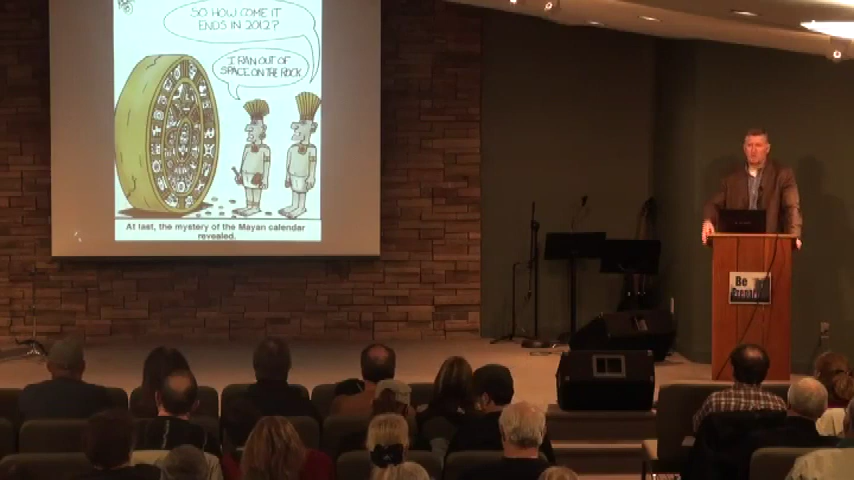 SO HOW COME IT
ENDS IN 2012?
I RAN OUT OF
SPACE ON THE ROCK
At last, the mystery of the Mayan calendar
revealed.
Be
Prepared